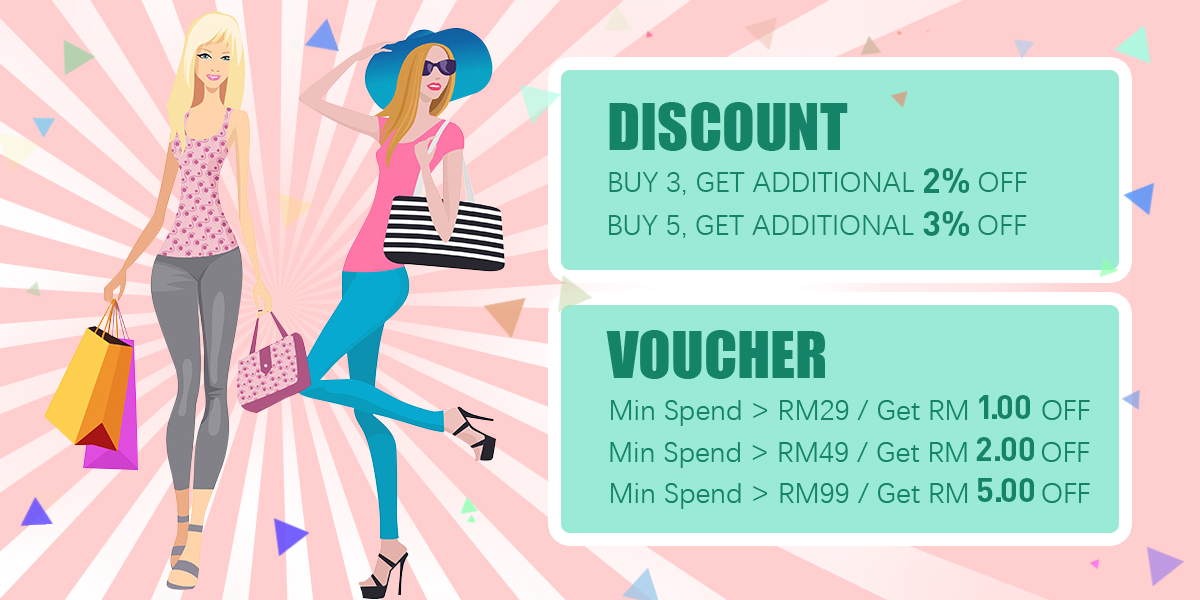 DISCOUNT
BUY 3, GET ADDITIONAL 2% OFF
BUY 5, GET ADDITIONAL 3% OFF
VOUCHER
Min Spend > RM29 / Get RM 1.00 OFF
Min Spend > RM49 / Get RM 2.00 OFF
Min Spend > RM99 / Get RM 5.00 OFF